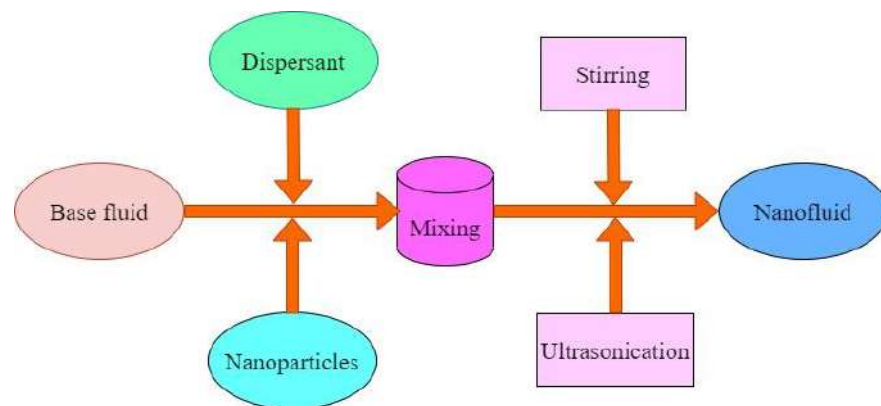 Dispersant
Stirring
Base fluid
Mixing
Nanofluid
Nanoparticles
Ultrasonication